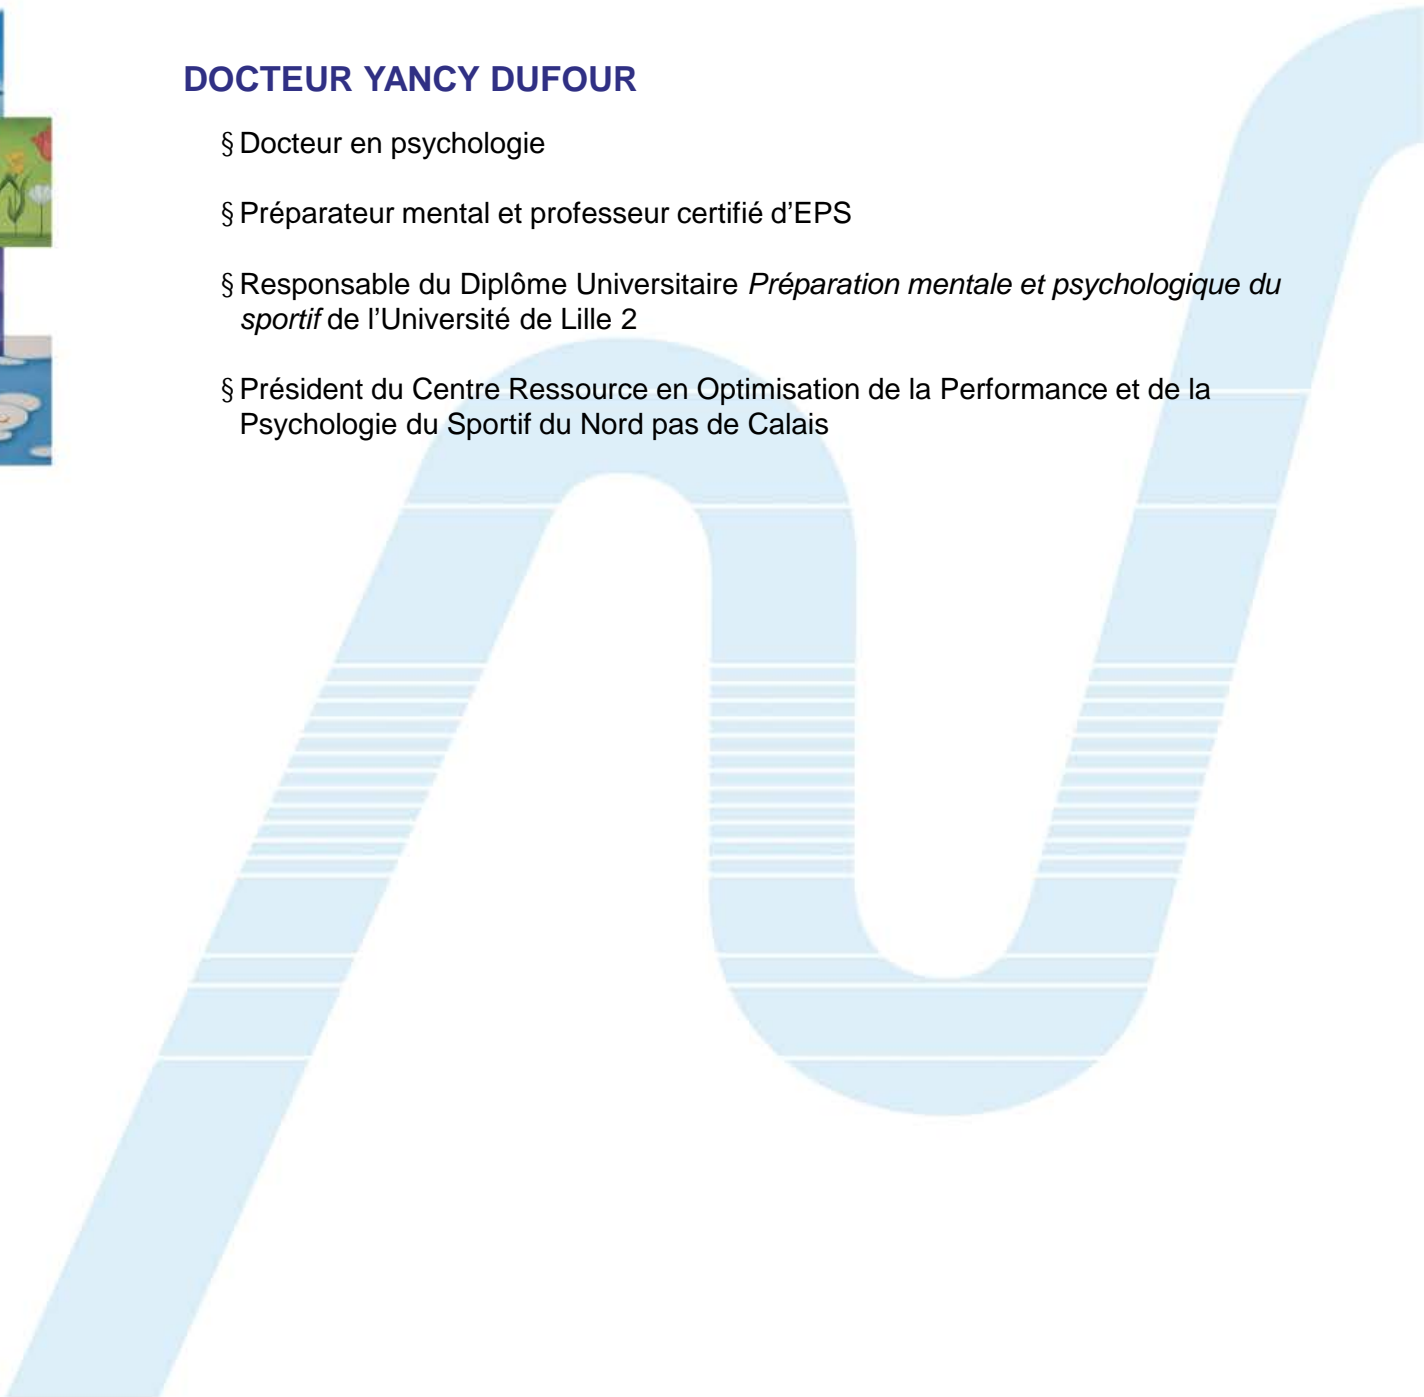 DOCTEUR YANCY DUFOUR
§ Docteur en psychologie
§ Préparateur mental et professeur certifié d’EPS
§ Responsable du Diplôme Universitaire Préparation mentale et psychologique du
sportif de l’Université de Lille 2
§ Président du Centre Ressource en Optimisation de la Performance et de la
Psychologie du Sportif du Nord pas de Calais